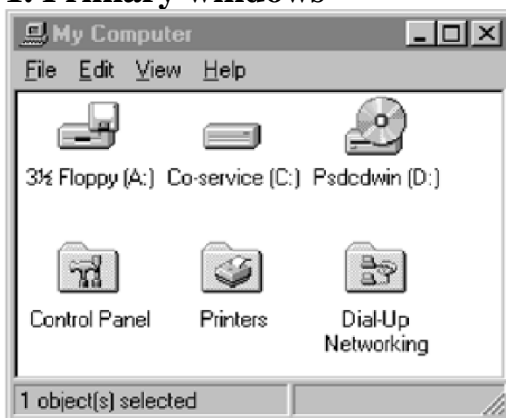 1. Primary windows
My Computer
File Edit View Help
3½ Floppy (A:) Co-service (C:) Psdcdwin (D:)
Control Panel Printers Dial-Up
Networking
1 object(s) selected